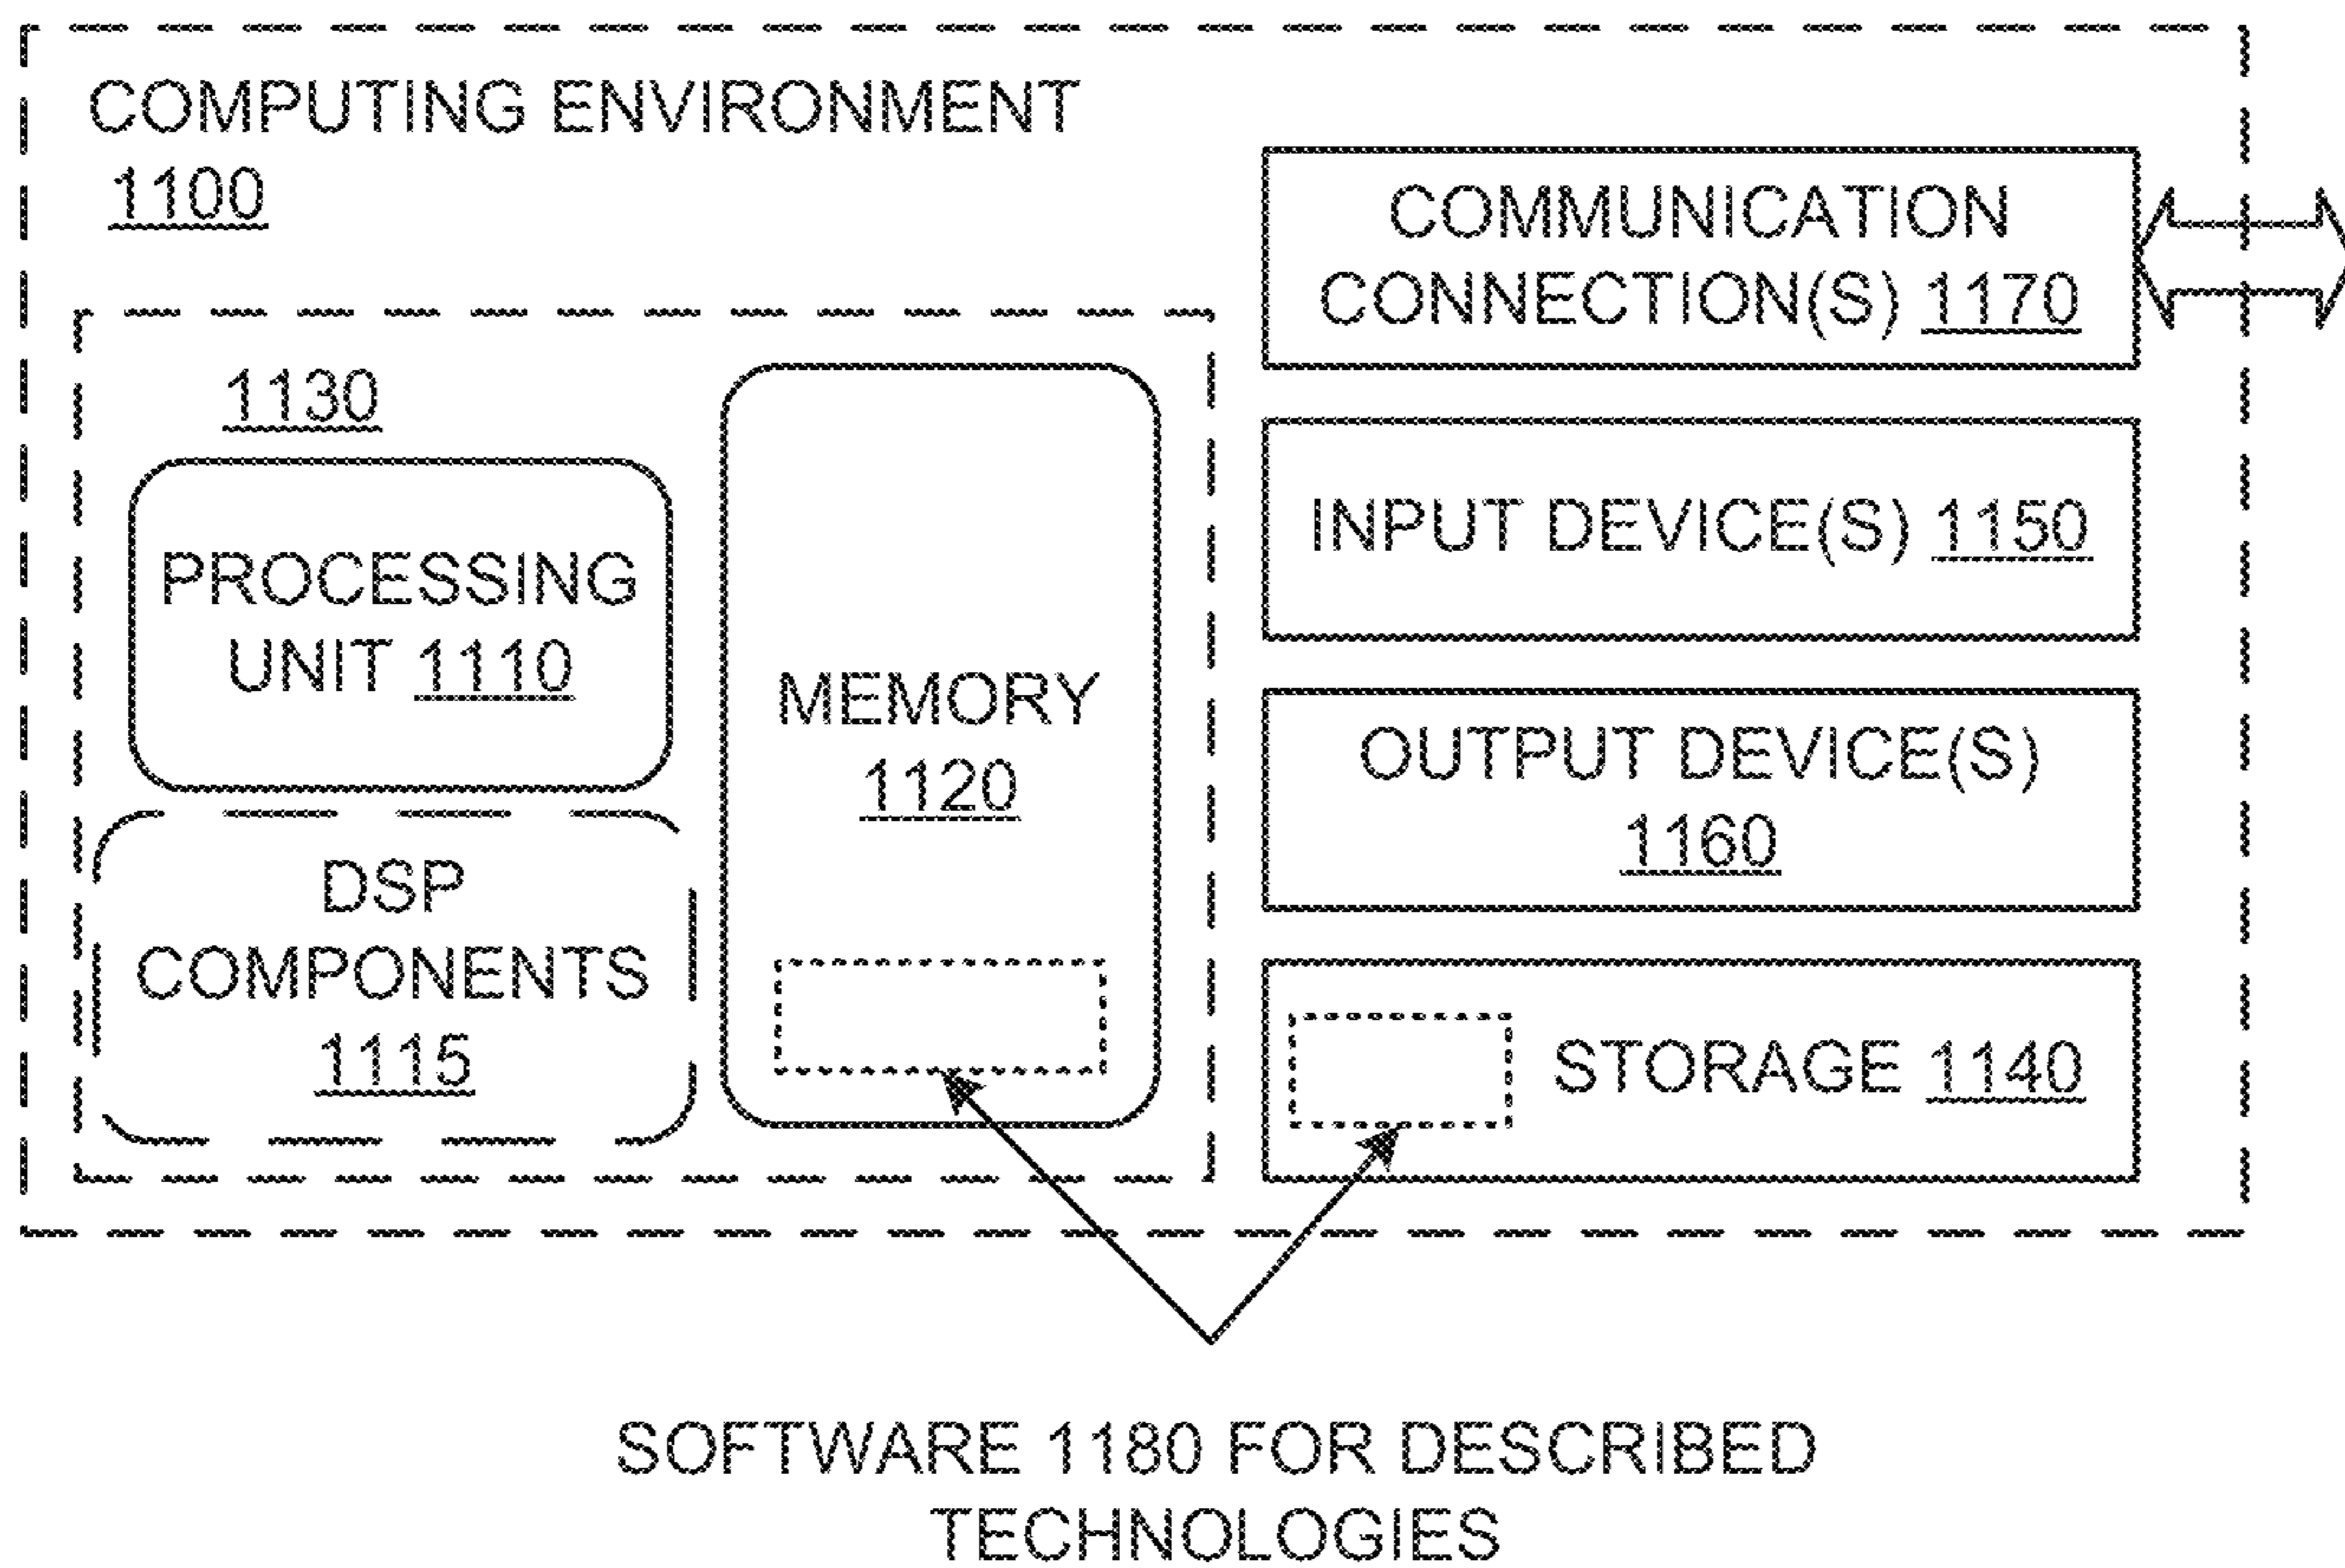 COMPUTING ENVIRONMENT
1100
COMMUNICATION
CONNECTION(S) 1170
1130
PROCESSING
UNIT 1110
DSP
COMPONENTS
1115
MEMORY
1120
INPUT DEVICE(S) 1150
OUTPUT DEVICE(S)
1160
STORAGE 1140
SOFTWARE 1180 FOR DESCRIBED
TECHNOLOGIES